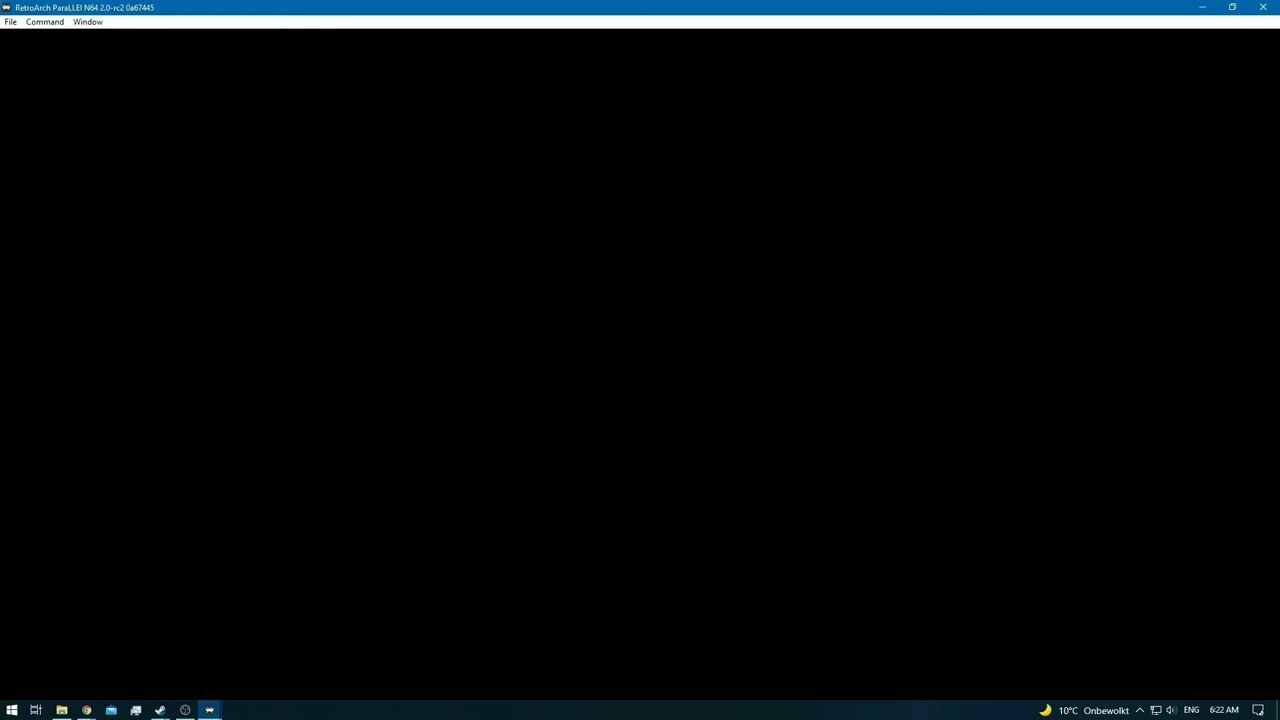 RetroArch ParaLLEl N64 2.0-rc2 0a67445
File Command Window
10°C Onbewolkt ENG 6:22 AM